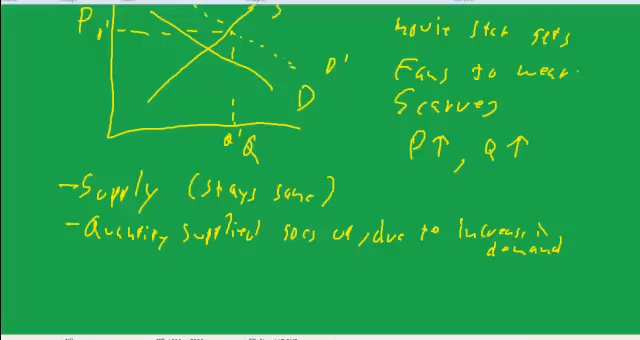 P1'
S
D'
D
Q' Q
movie star gets
Fans to wear
Scarves
P↑, Q↑
-Supply (stays same)
-Quantity supplied goes up, due to increase in
demand